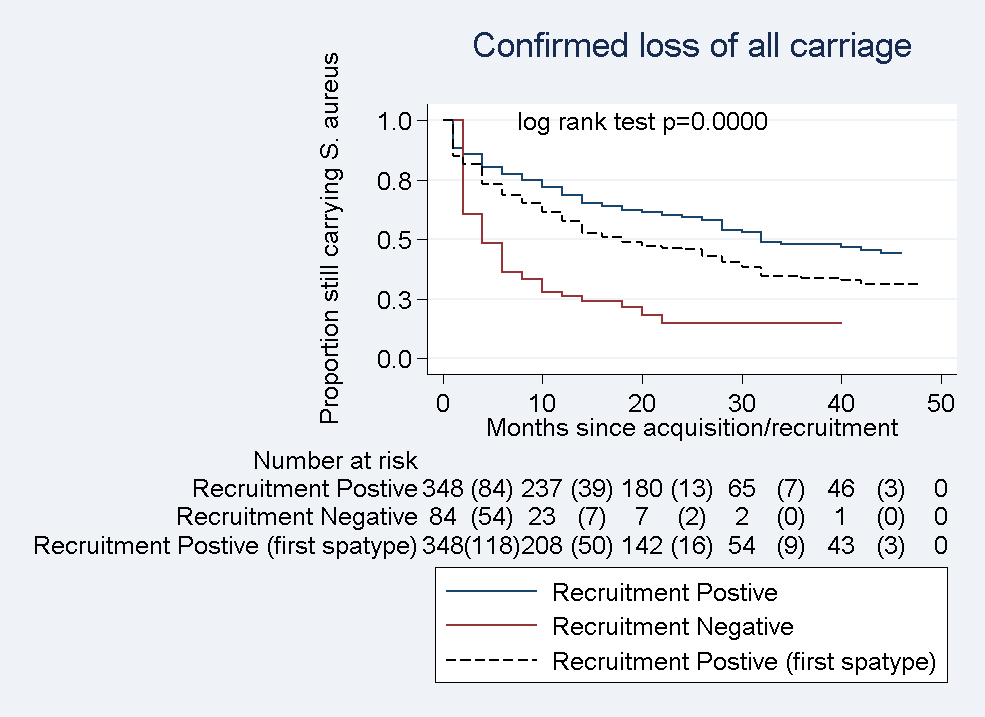 Confirmed loss of all carriage
Proportion still carrying S. aureus
log rank test p=0.0000
1.0
0.8
0.5
0.3
0.0
0 10 20 30 40 50
Months since acquisition/recruitment
Number at risk
Recruitment Postive 348 (84) 237 (39) 180 (13) 65 (7) 46 (3) 0
Recruitment Negative 84 (54) 23 (7) 7 (2) 2 (0) 1 (0) 0
Recruitment Postive (first spatype) 348(118)208 (50) 142 (16) 54 (9) 43 (3) 0
Recruitment Postive
Recruitment Negative
Recruitment Postive (first spatype)